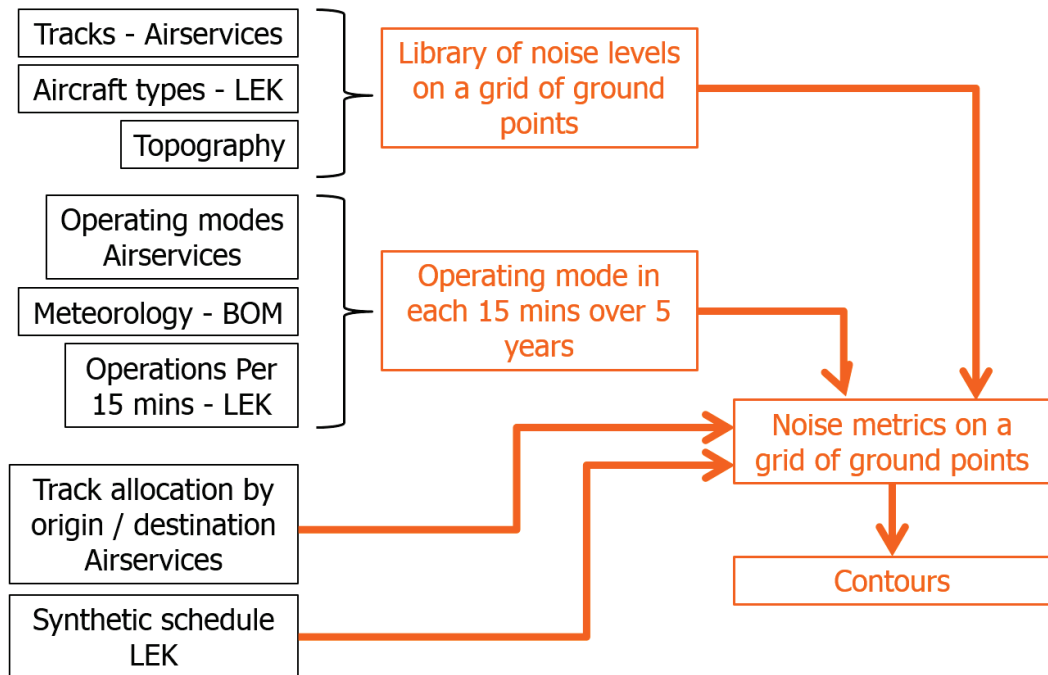 Tracks - Airservices
Aircraft types - LEK
Topography
Library of noise levels
on a grid of ground
points
Operating modes
Airservices
Meteorology - BOM
Operations Per
15 mins - LEK
Operating mode in
each 15 mins over 5
years
Track allocation by
origin / destination
Airservices
Synthetic schedule
LEK
Noise metrics on a
grid of ground points
Contours